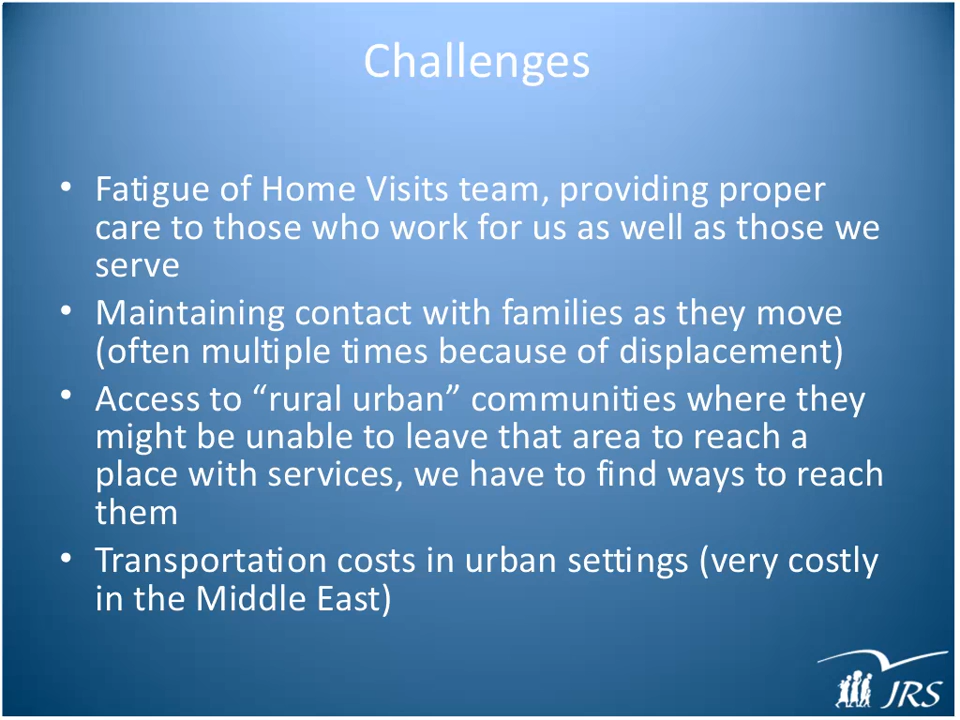 Challenges
• Fatigue of Home Visits team, providing proper
care to those who work for us as well as those we
serve
• Maintaining contact with families as they move
(often multiple times because of displacement)
• Access to “rural urban” communities where they
might be unable to leave that area to reach a
place with services, we have to find ways to reach
them
• Transportation costs in urban settings (very costly
in the Middle East)
JRS